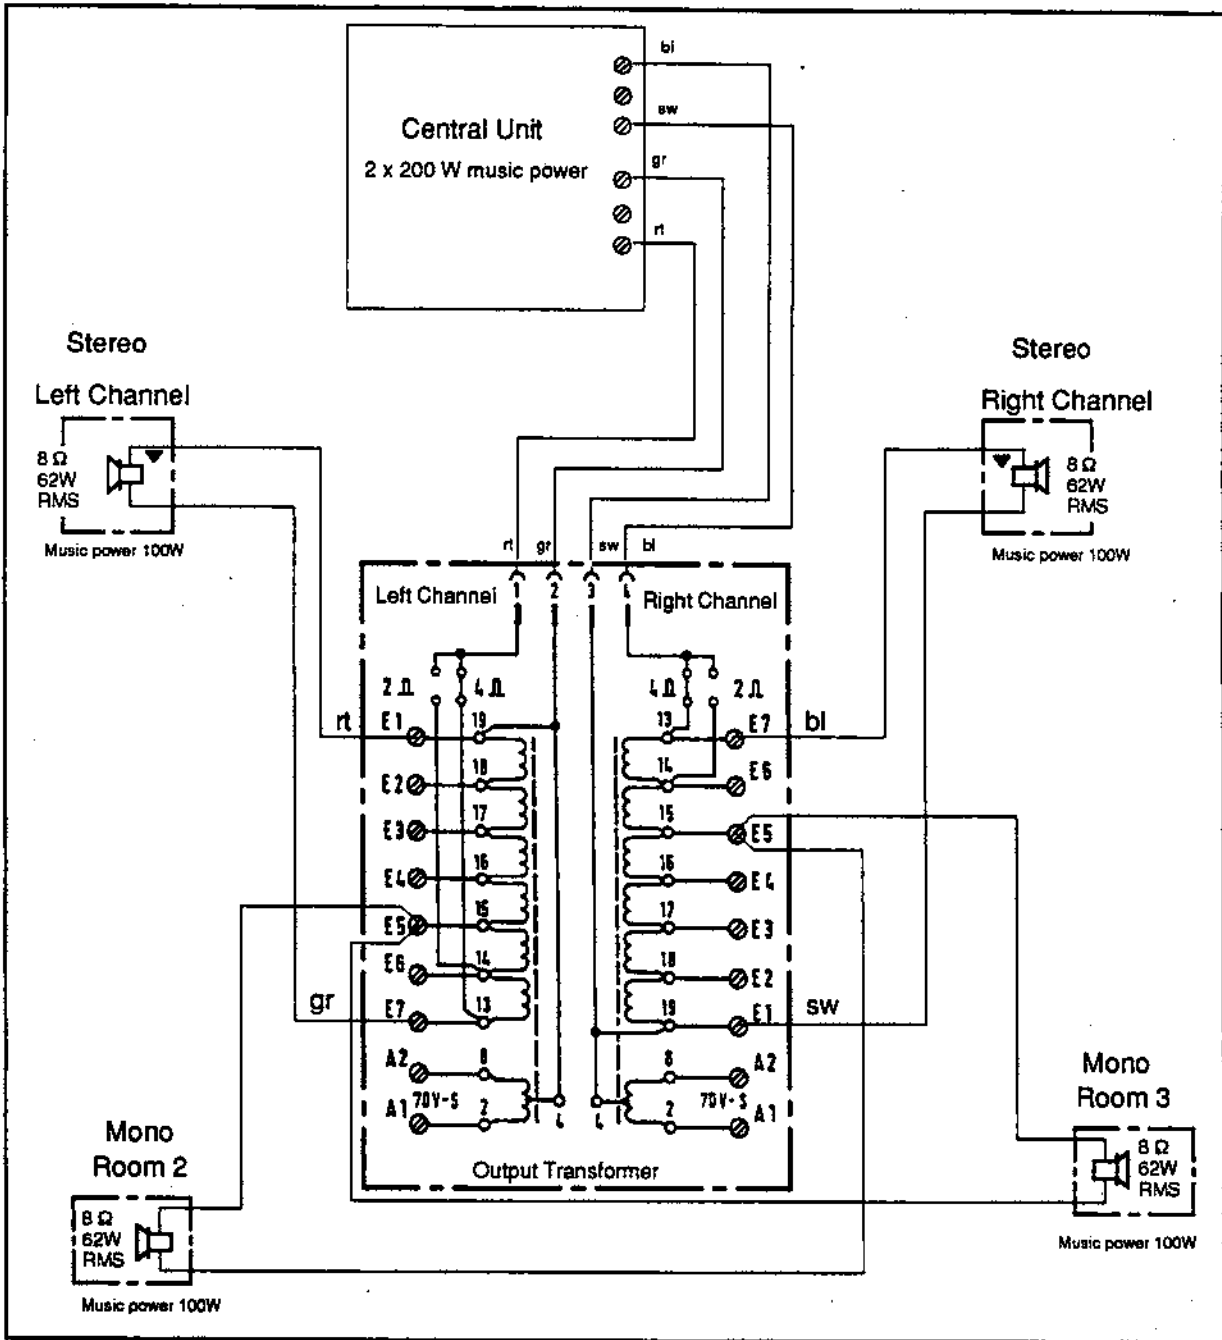 bl
Central Unit
sw
2 x 200 W music power
gr
rt
Stereo
Left Channel
8 Ω
62W
RMS
Music power 100W
Stereo
Right Channel
8 Ω
62W
RMS
Music power 100W
rt gr sw bl
1 2 3 4
Left Channel
Right Channel
2 Ω 4 Ω
4 Ω 2 Ω
rt E1 19
13 E7 bl
E2 18
14 E6
E3 17
15 E5
E4 16
16 E4
E5 15
17 E3
E6 14
18 E2
gr E7 13
19 E1 sw
A2 8
8 A2
70V-S
70V-S
A1 2 4
4 2 A1
Output Transformer
Mono
Room 2
8 Ω
62W
RMS
Music power 100W
Mono
Room 3
8 Ω
62W
RMS
Music power 100W